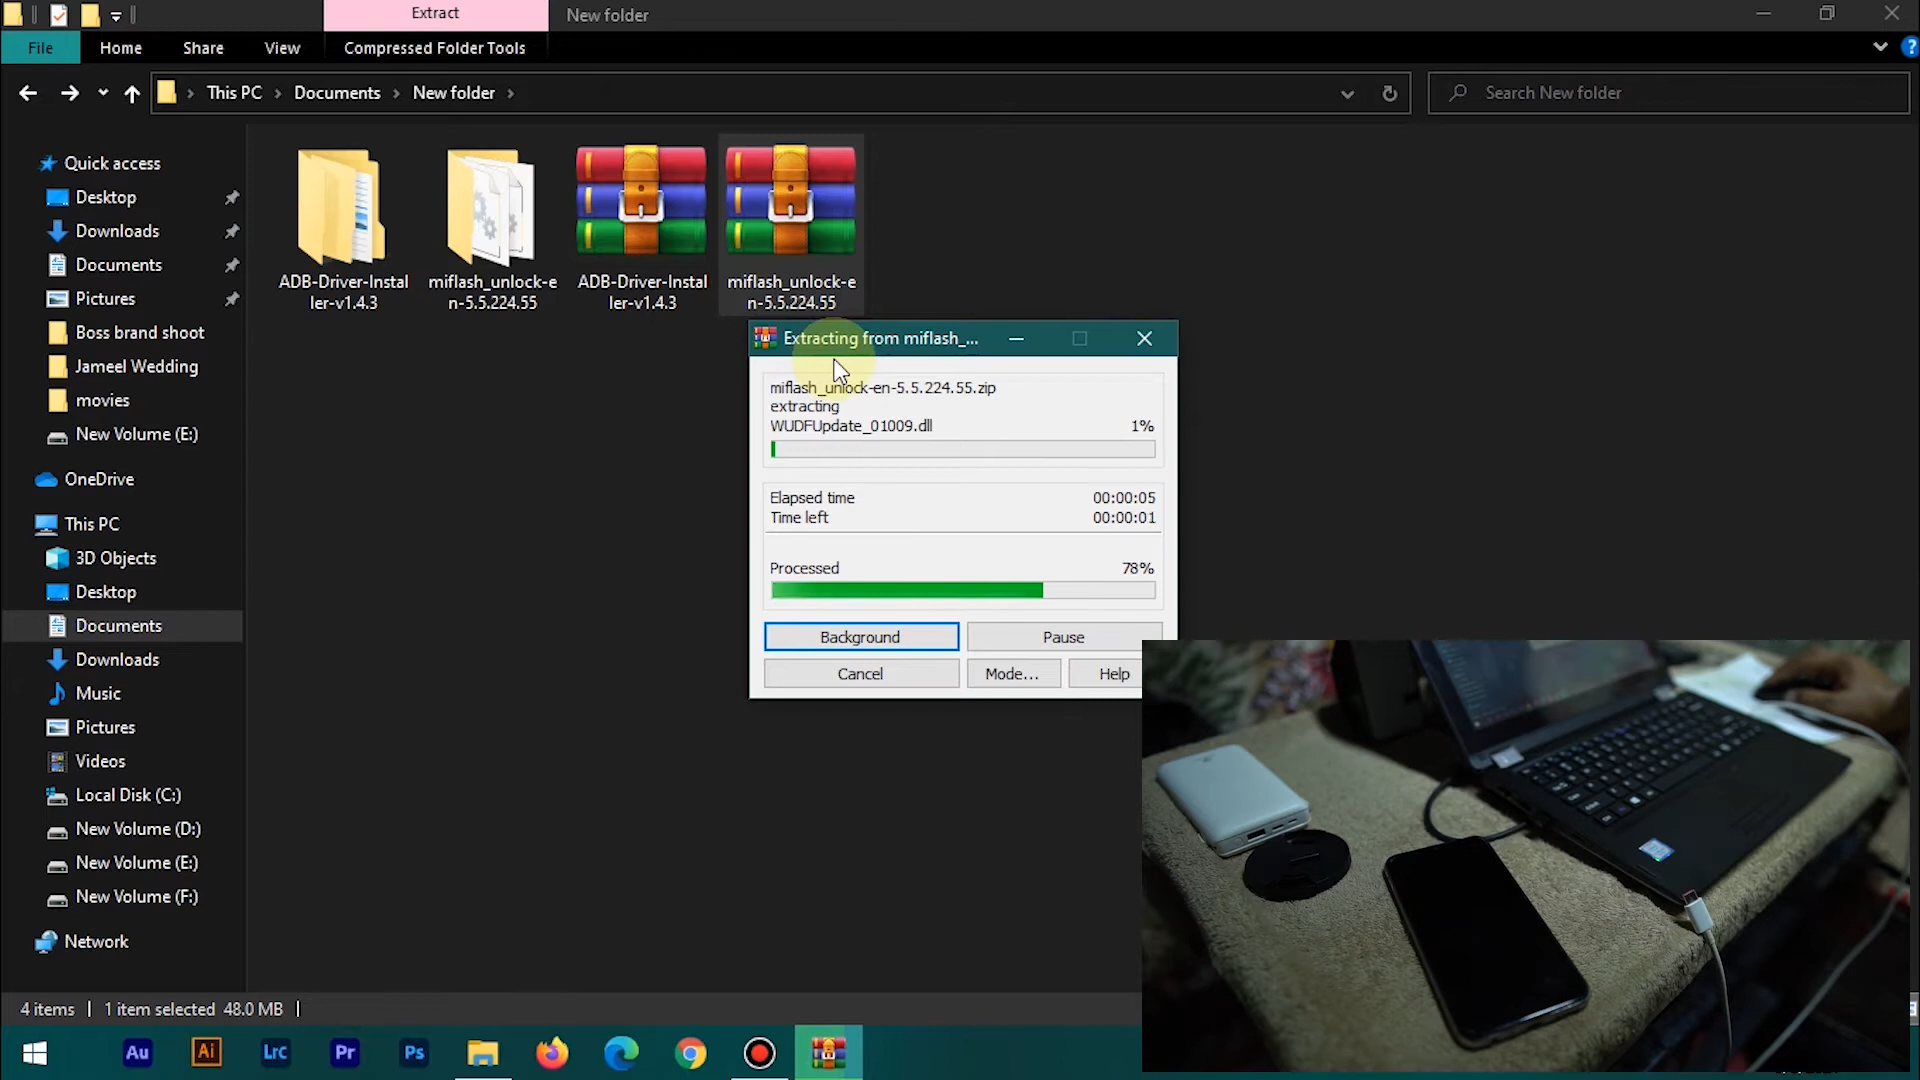 Extract
New folder
File
Home
Share
View
Compressed Folder Tools
This PC
Documents
New folder
Search New folder
Quick access
Desktop
Downloads
Documents
Pictures
Boss brand shoot
Jameel Wedding
movies
New Volume (E:)
OneDrive
This PC
3D Objects
Desktop
Documents
Downloads
Music
Pictures
Videos
Local Disk (C:)
New Volume (D:)
New Volume (E:)
New Volume (F:)
Network
ADB-Driver-Instal
ler-v1.4.3
miflash_unlock-e
n-5.5.224.55
ADB-Driver-Instal
ler-v1.4.3
miflash_unlock-e
n-5.5.224.55
Extracting from miflash_...
miflash_unlock-en-5.5.224.55.zip
extracting
WUDFUpdate_01009.dll 1%
Elapsed time 00:00:05
Time left 00:00:01
Processed 78%
Background
Pause
Cancel
Mode...
Help
4 items
1 item selected 48.0 MB
Au
Ai
Lrc
Pr
Ps